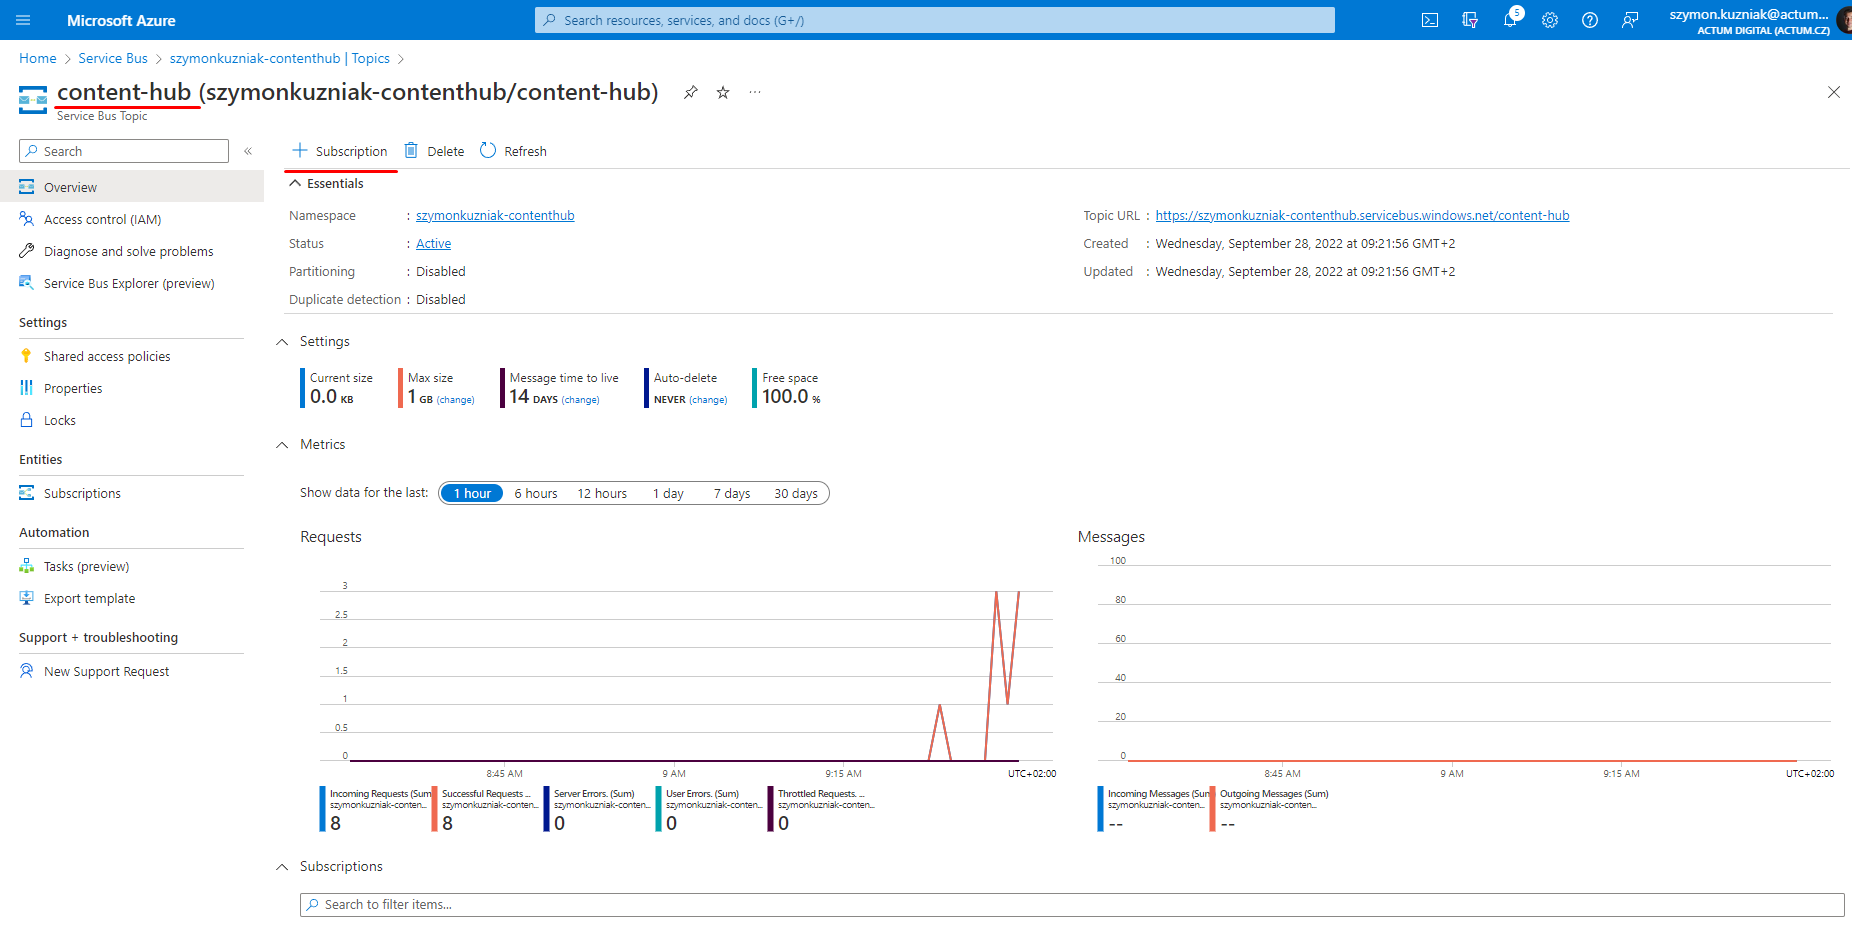 Microsoft Azure
Search resources, services, and docs (G+/)
5
szymon.kuzniak@actum...
ACTUM DIGITAL (ACTUM.CZ)
Home > Service Bus > szymonkuzniak-contenthub | Topics >
content-hub (szymonkuzniak-contenthub/content-hub)
Service Bus Topic
Search
Subscription Delete Refresh
Overview
Access control (IAM)
Diagnose and solve problems
Service Bus Explorer (preview)
Settings
Shared access policies
Properties
Locks
Entities
Subscriptions
Automation
Tasks (preview)
Export template
Support + troubleshooting
New Support Request
Essentials
Namespace : szymonkuzniak-contenthub
Status : Active
Partitioning : Disabled
Duplicate detection : Disabled
Topic URL : https://szymonkuzniak-contenthub.servicebus.windows.net/content-hub
Created : Wednesday, September 28, 2022 at 09:21:56 GMT+2
Updated : Wednesday, September 28, 2022 at 09:21:56 GMT+2
Settings
Current size
0.0 KB
Max size
1 GB (change)
Message time to live
14 DAYS (change)
Auto-delete
NEVER (change)
Free space
100.0 %
Metrics
Show data for the last: 1 hour 6 hours 12 hours 1 day 7 days 30 days
Requests
3
2.5
2
1.5
1
0.5
0
8:45 AM 9 AM 9:15 AM UTC+02:00
Incoming Requests (Sum
szymonkuzniak-conten...
8
Successful Requests ...
szymonkuzniak-conten...
8
Server Errors. (Sum)
szymonkuzniak-conten...
0
User Errors. (Sum)
szymonkuzniak-conten...
0
Throttled Requests. ...
szymonkuzniak-conten...
0
Messages
100
80
60
40
20
0
8:45 AM 9 AM 9:15 AM UTC+02:00
Incoming Messages (Sum
szymonkuzniak-conten...
--
Outgoing Messages (Sum)
szymonkuzniak-conten...
--
Subscriptions
Search to filter items...